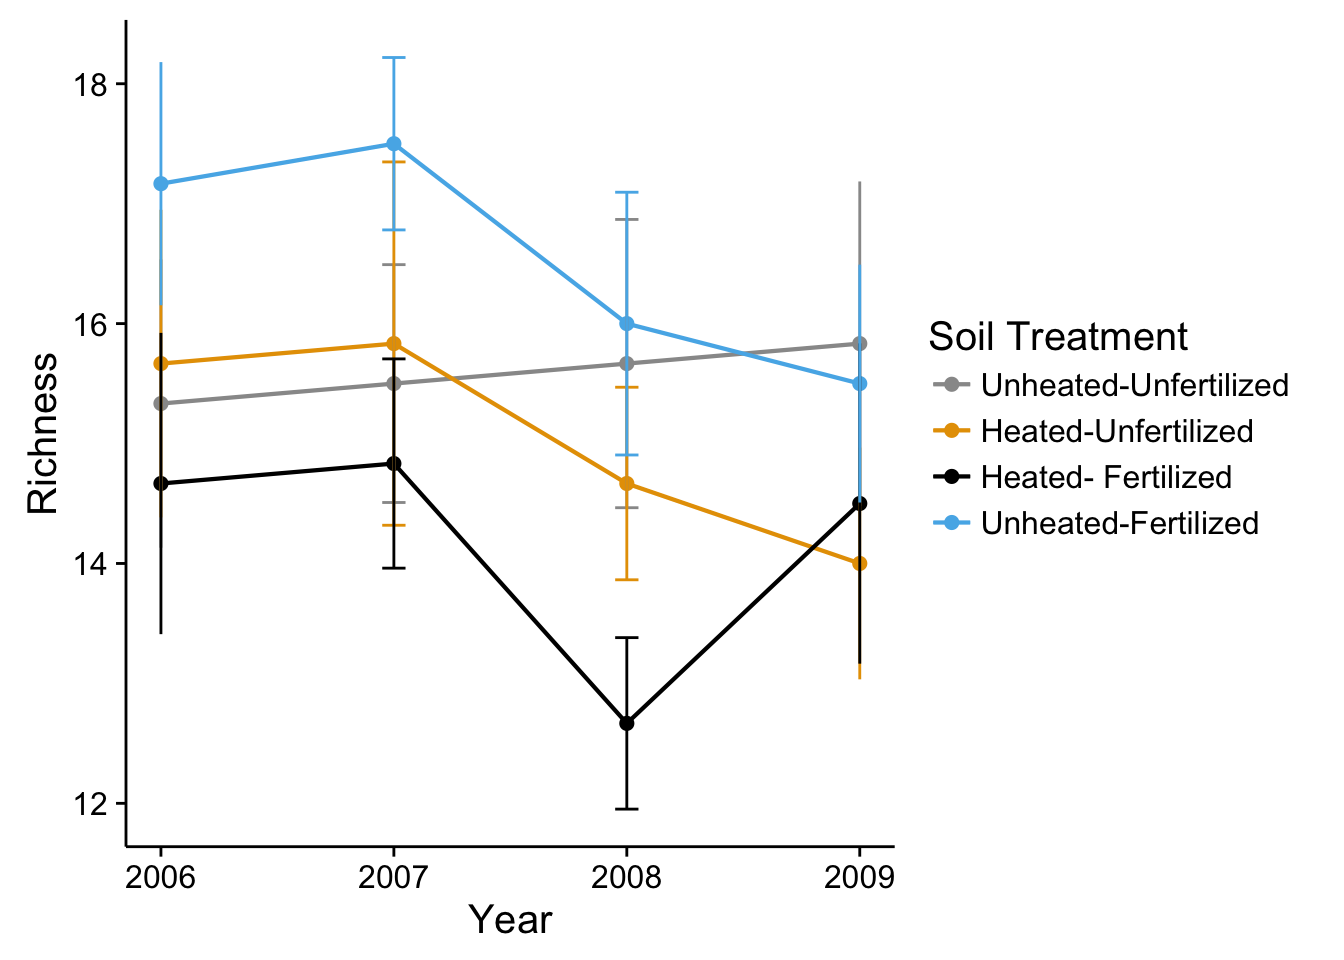 18
16
14
12
Richness
2006
2007
2008
2009
Year
Soil Treatment
Unheated-Unfertilized
Heated-Unfertilized
Heated- Fertilized
Unheated-Fertilized